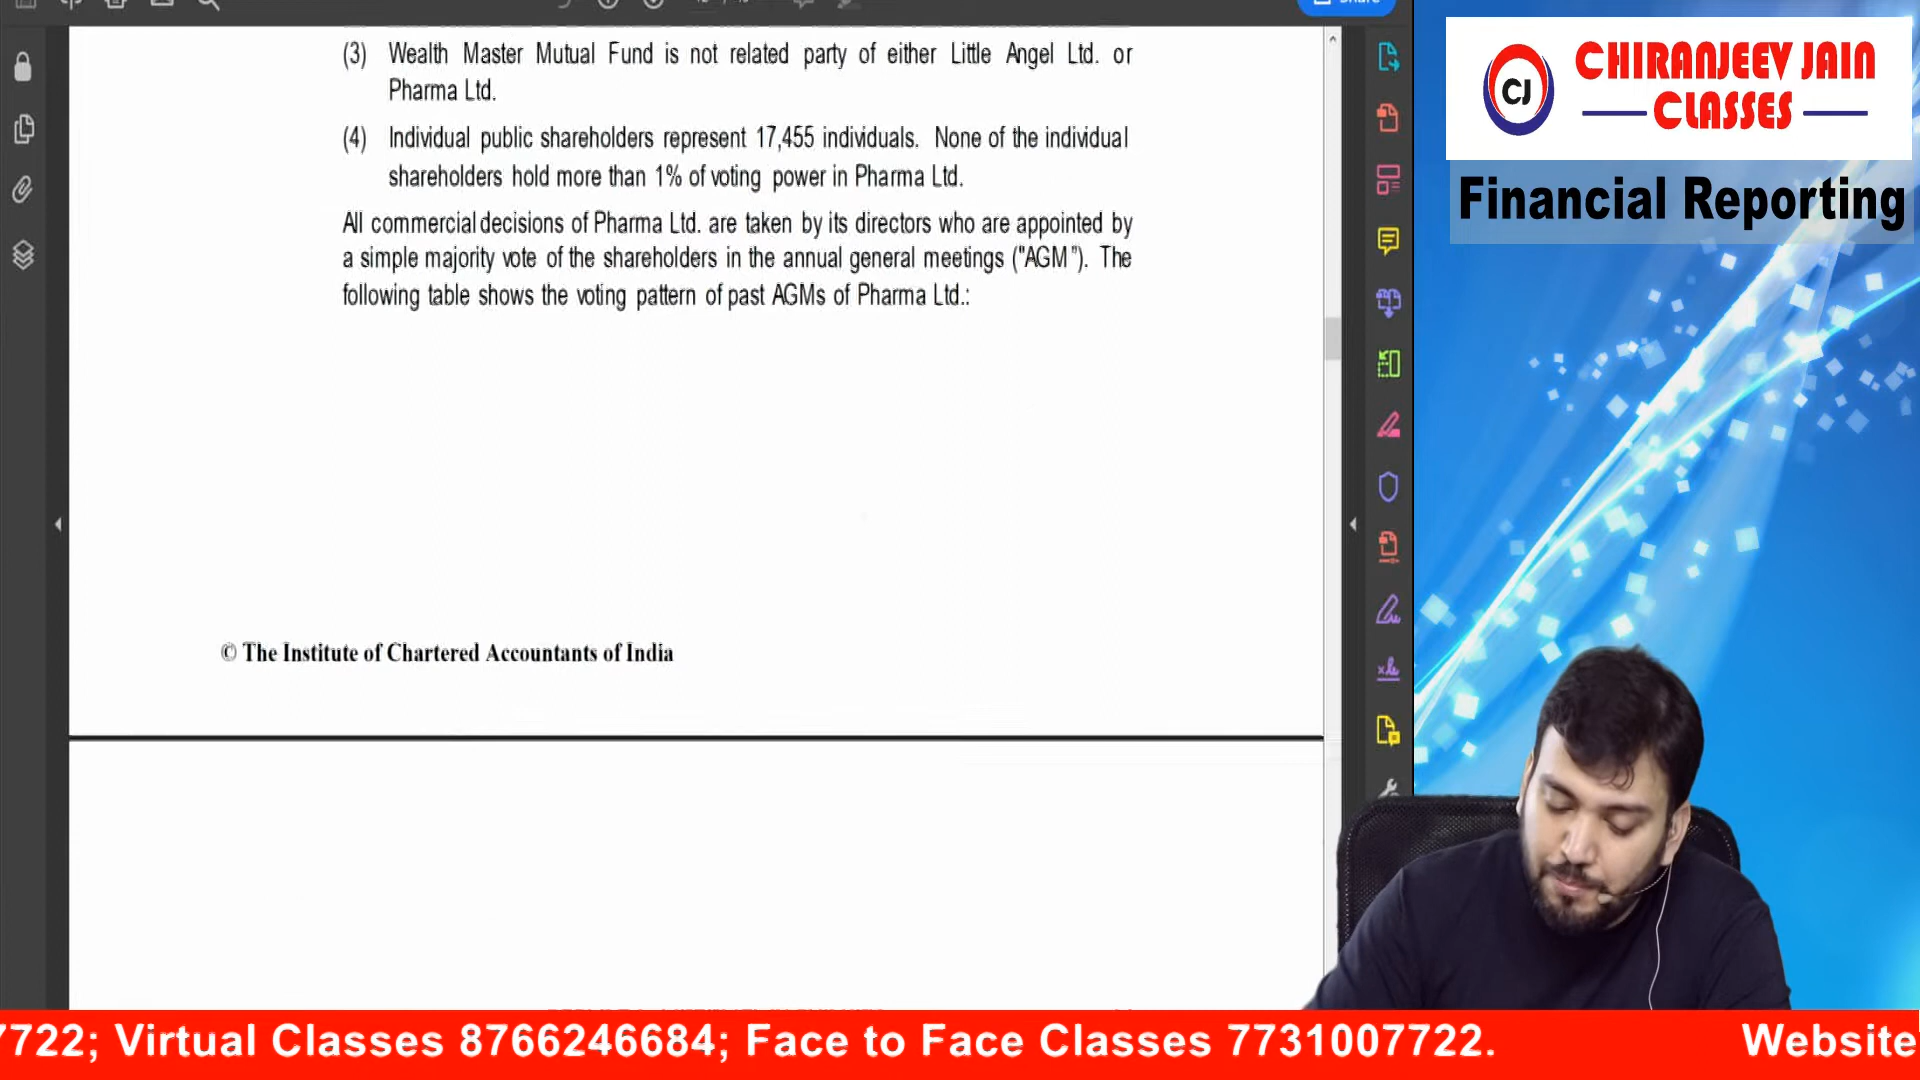 Share
(3) Wealth Master Mutual Fund is not related party of either Little Angel Ltd. or
Pharma Ltd.
(4) Individual public shareholders represent 17,455 individuals. None of the individual
shareholders hold more than 1% of voting power in Pharma Ltd.
All commercial decisions of Pharma Ltd. are taken by its directors who are appointed by
a simple majority vote of the shareholders in the annual general meetings ("AGM"). The
following table shows the voting pattern of past AGMs of Pharma Ltd.:
© The Institute of Chartered Accountants of India
CJ
CHIRANJEEV JAIN
CLASSES
Financial Reporting
7722; Virtual Classes 8766246684; Face to Face Classes 7731007722. Website